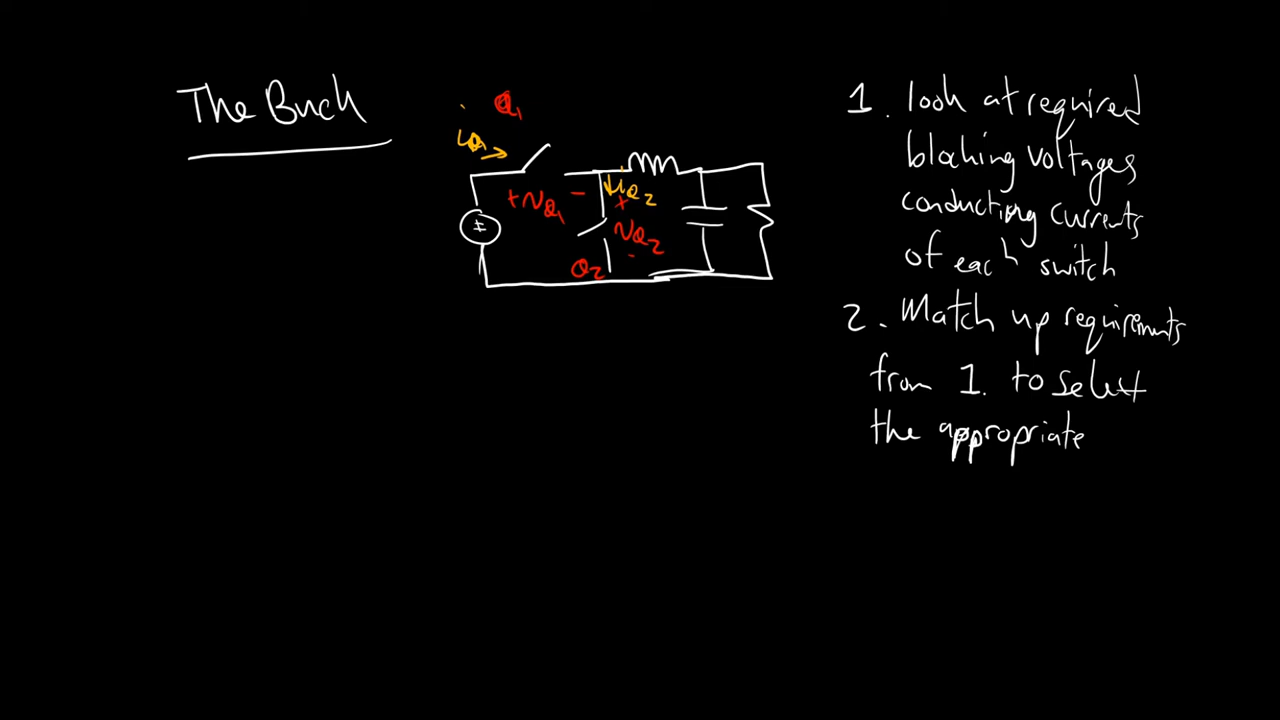 The Buck
Q1
iQ1
+ VQ1 -
iQ2
+
VQ2
-
Q2
±
1. look at required
blocking voltages
conducting currents
of each switch
2. Match up requirements
from 1. to select
the appropriate